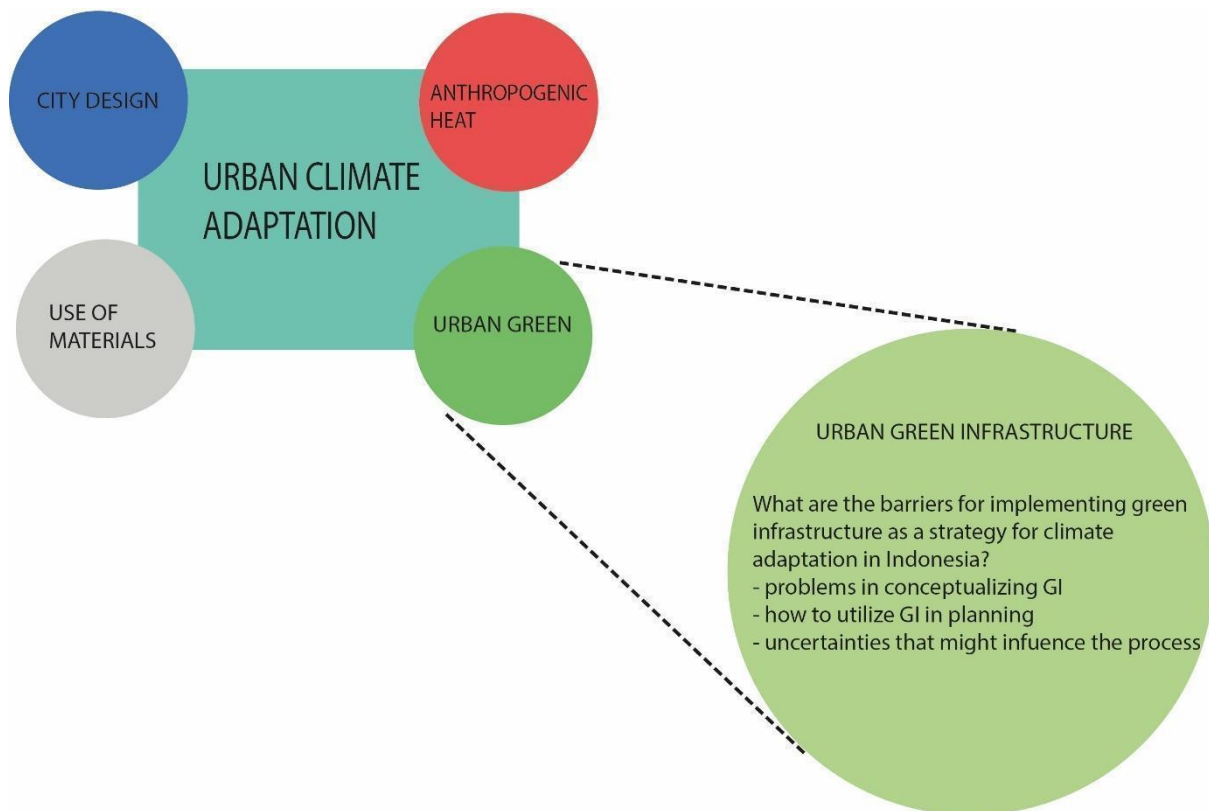 CITY DESIGN
ANTHROPOGENIC
HEAT
URBAN CLIMATE
ADAPTATION
USE OF
MATERIALS
URBAN GREEN
URBAN GREEN INFRASTRUCTURE
What are the barriers for implementing green
infrastructure as a strategy for climate
adaptation in Indonesia?
- problems in conceptualizing GI
- how to utilize GI in planning
- uncertainties that might infuence the process